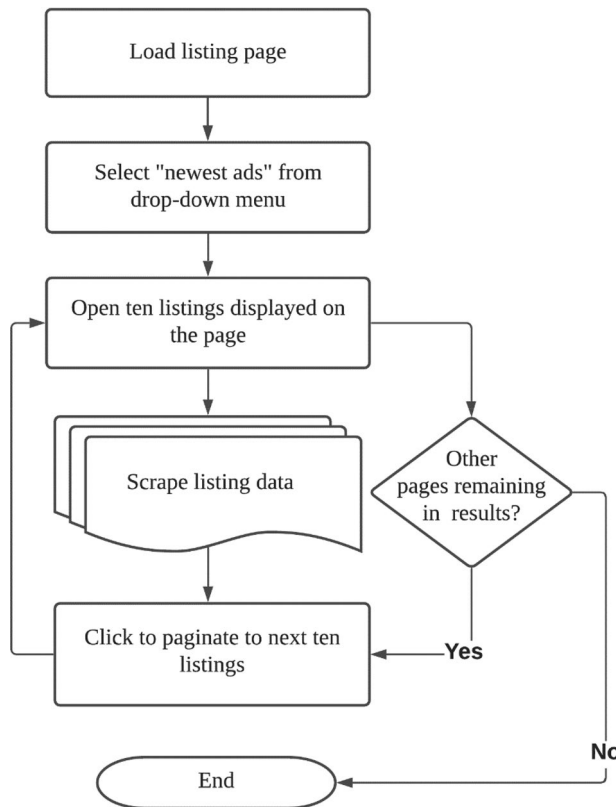 Load listing page
Select "newest ads" from
drop-down menu
Open ten listings displayed on
the page
Scrape listing data
Other
pages remaining
in results?
Click to paginate to next ten
listings
Yes
No
End